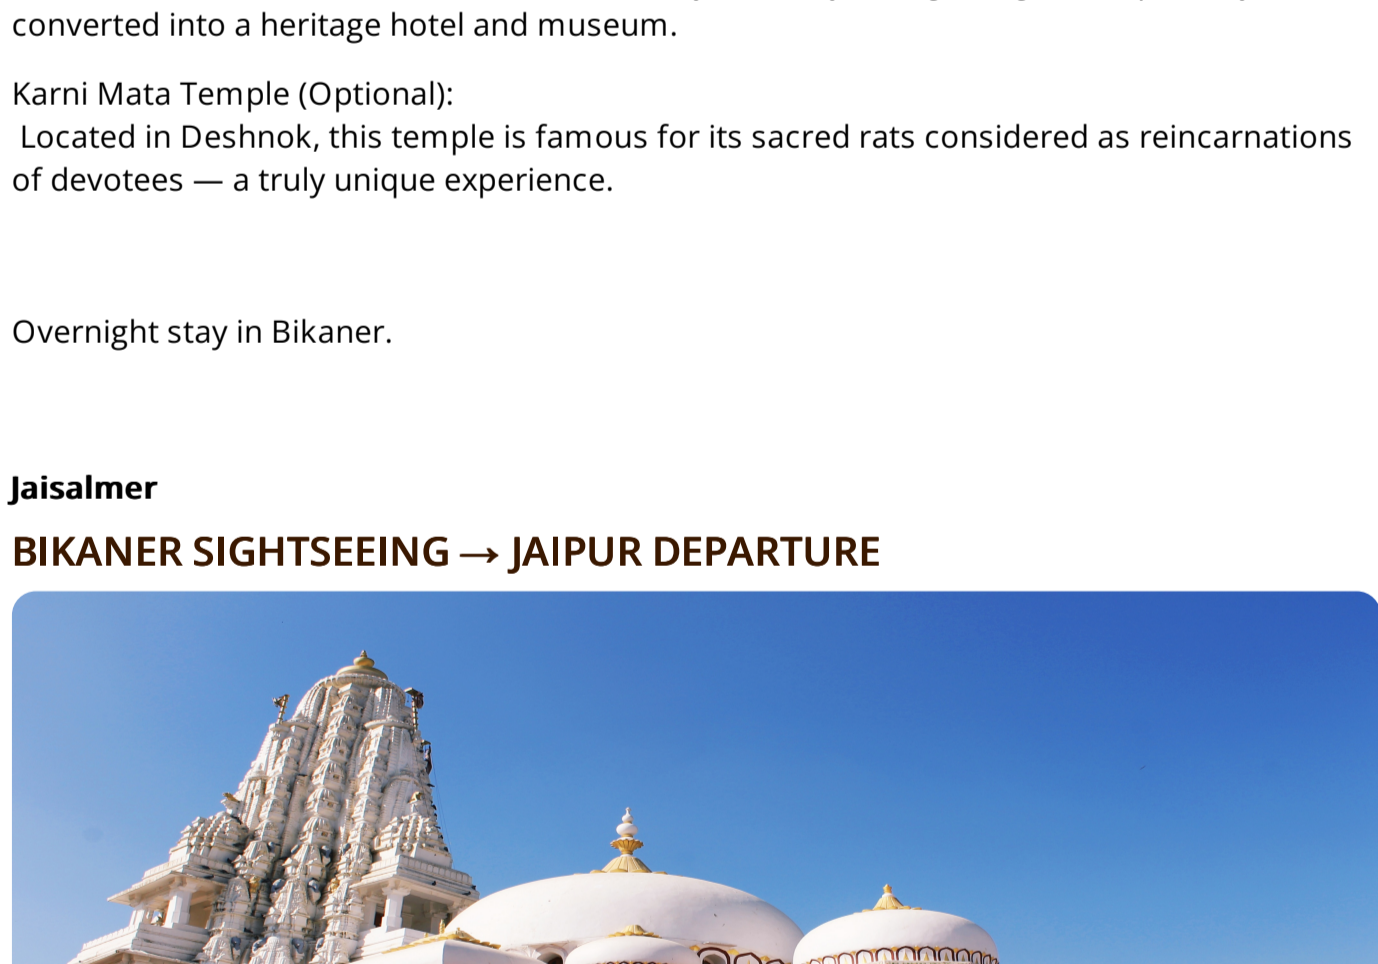 converted into a heritage hotel and museum.
Karni Mata Temple (Optional):
Located in Deshnok, this temple is famous for its sacred rats considered as reincarnations
of devotees — a truly unique experience.
Overnight stay in Bikaner.
Jaisalmer
BIKANER SIGHTSEEING → JAIPUR DEPARTURE